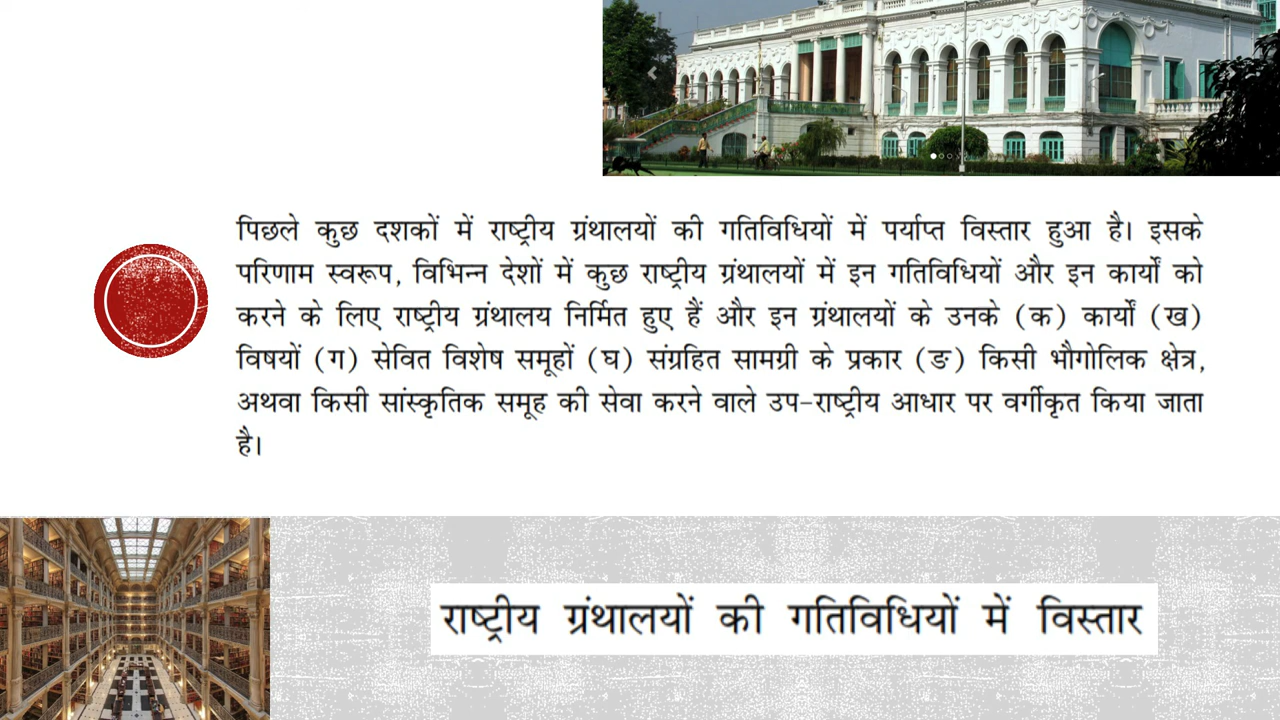 पिछले कुछ दशकों में राष्ट्रीय ग्रंथालयों की गतिविधियों में पर्याप्त विस्तार हुआ है। इसके
परिणाम स्वरूप, विभिन्न देशों में कुछ राष्ट्रीय ग्रंथालयों में इन गतिविधियों और इन कार्यों को
करने के लिए राष्ट्रीय ग्रंथालय निर्मित हुए हैं और इन ग्रंथालयों के उनके (क) कार्यों (ख)
विषयों (ग) सेवित विशेष समूहों (घ) संग्रहित सामग्री के प्रकार (ङ) किसी भौगोलिक क्षेत्र,
अथवा किसी सांस्कृतिक समूह की सेवा करने वाले उप-राष्ट्रीय आधार पर वर्गीकृत किया जाता
है।
राष्ट्रीय ग्रंथालयों की गतिविधियों में विस्तार